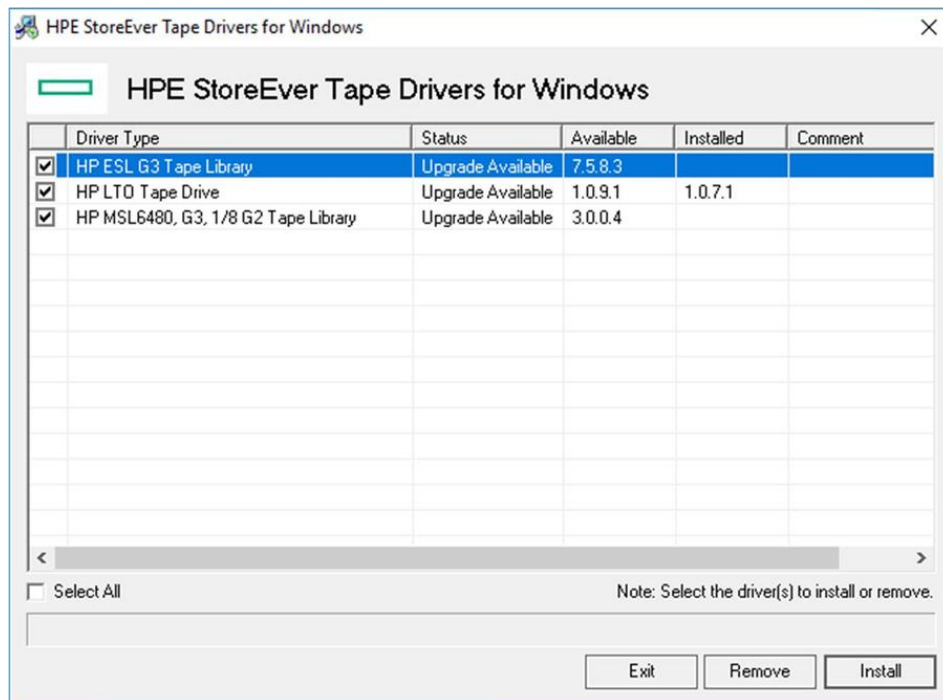 HPE StoreEver Tape Drivers for Windows
HPE StoreEver Tape Drivers for Windows
Driver Type Status Available Installed Comment
HP ESL G3 Tape Library Upgrade Available 7.5.8.3
HP LTO Tape Drive Upgrade Available 1.0.9.1 1.0.7.1
HP MSL6480, G3, 1/8 G2 Tape Library Upgrade Available 3.0.0.4
Select All Note: Select the driver(s) to install or remove.
Exit Remove Install